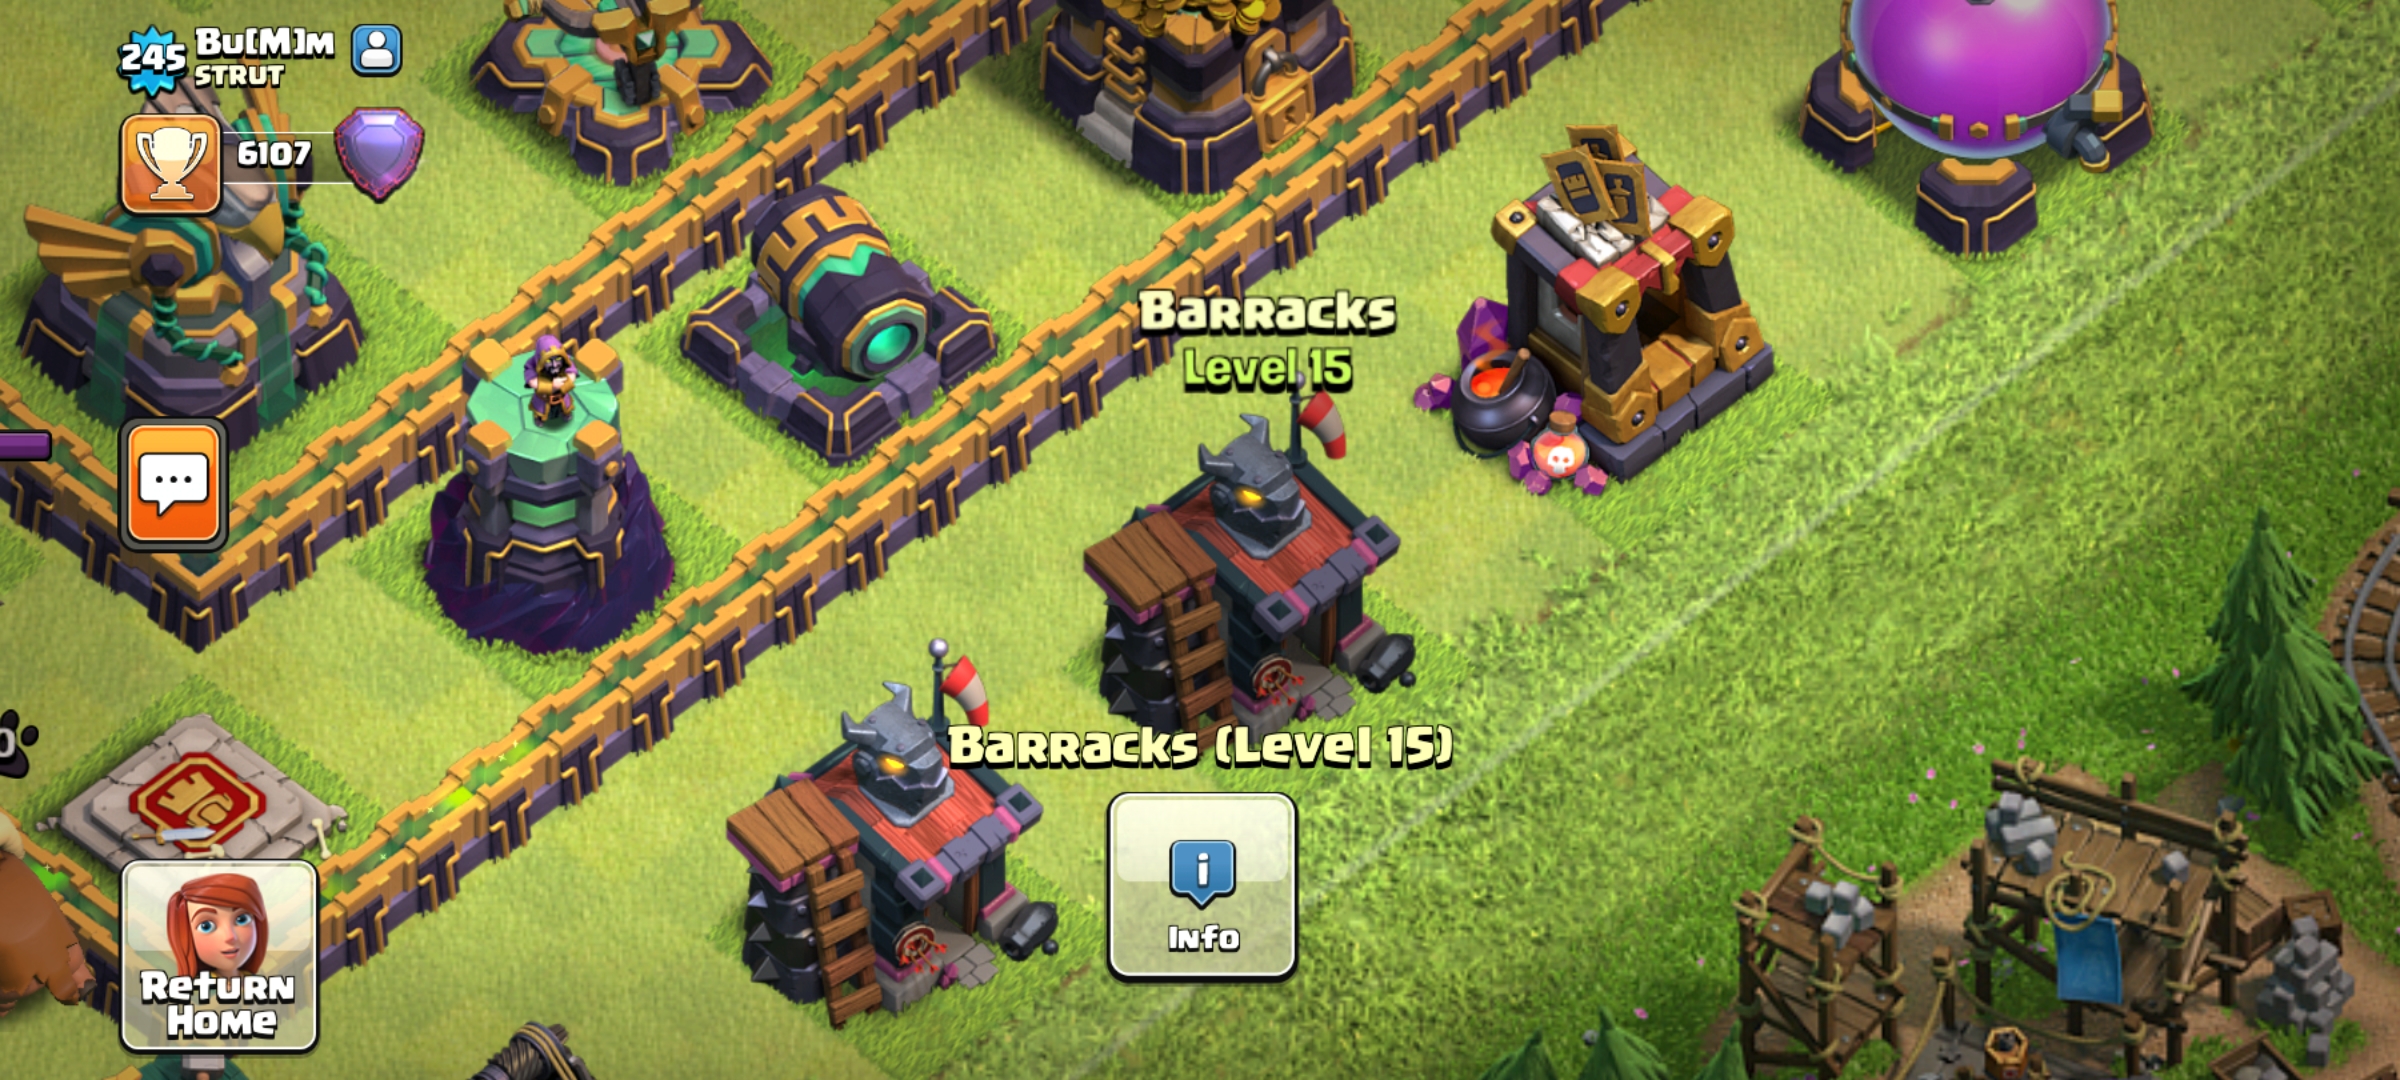 245
Bu[M]m
STRUT
6107
Barracks
Level 15
Barracks (Level 15)
Info
Return
Home